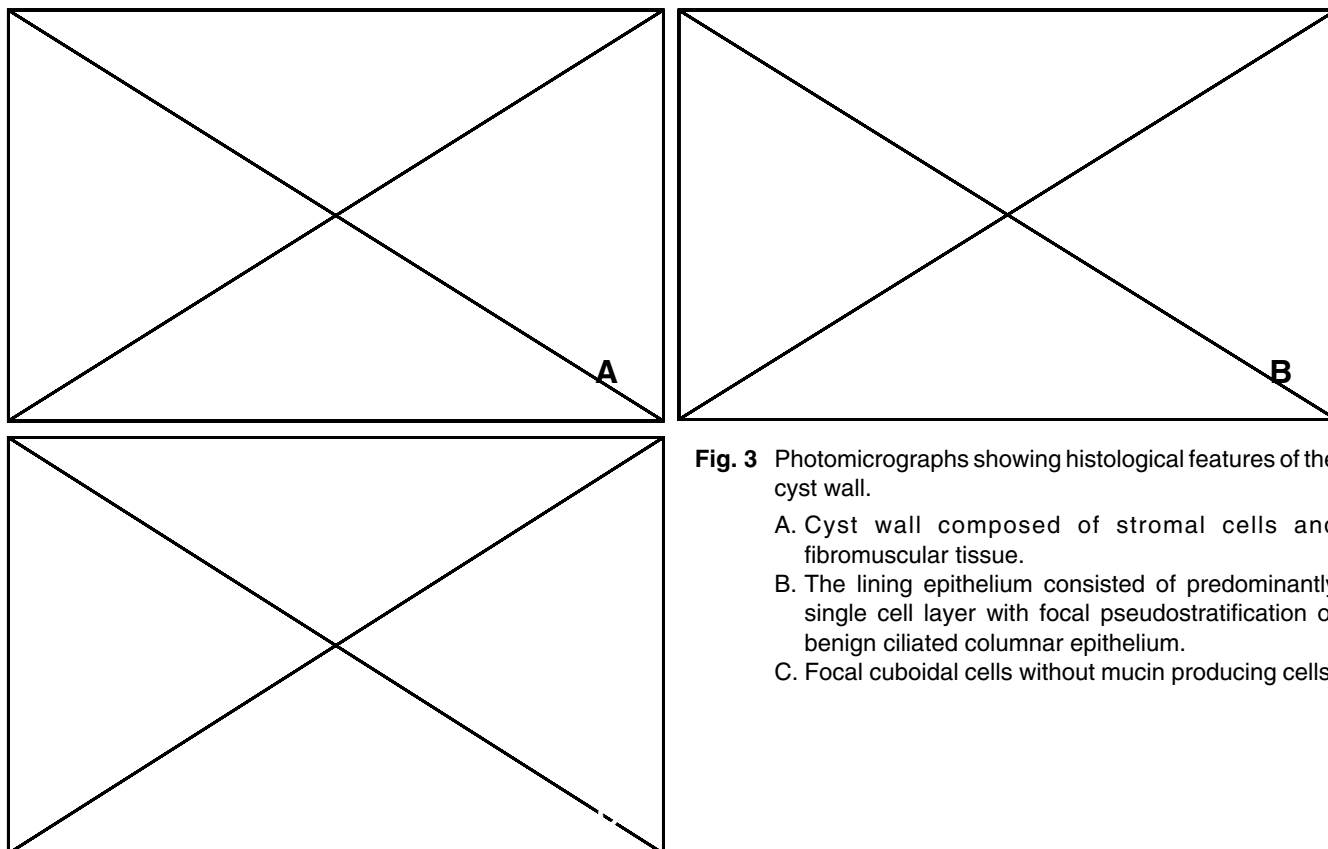 A
B
Fig. 3 Photomicrographs showing histological features of the
cyst wall.
A. Cyst wall composed of stromal cells and
fibromuscular tissue.
B. The lining epithelium consisted of predominantly
single cell layer with focal pseudostratification o
benign ciliated columnar epithelium.
C. Focal cuboidal cells without mucin producing cells